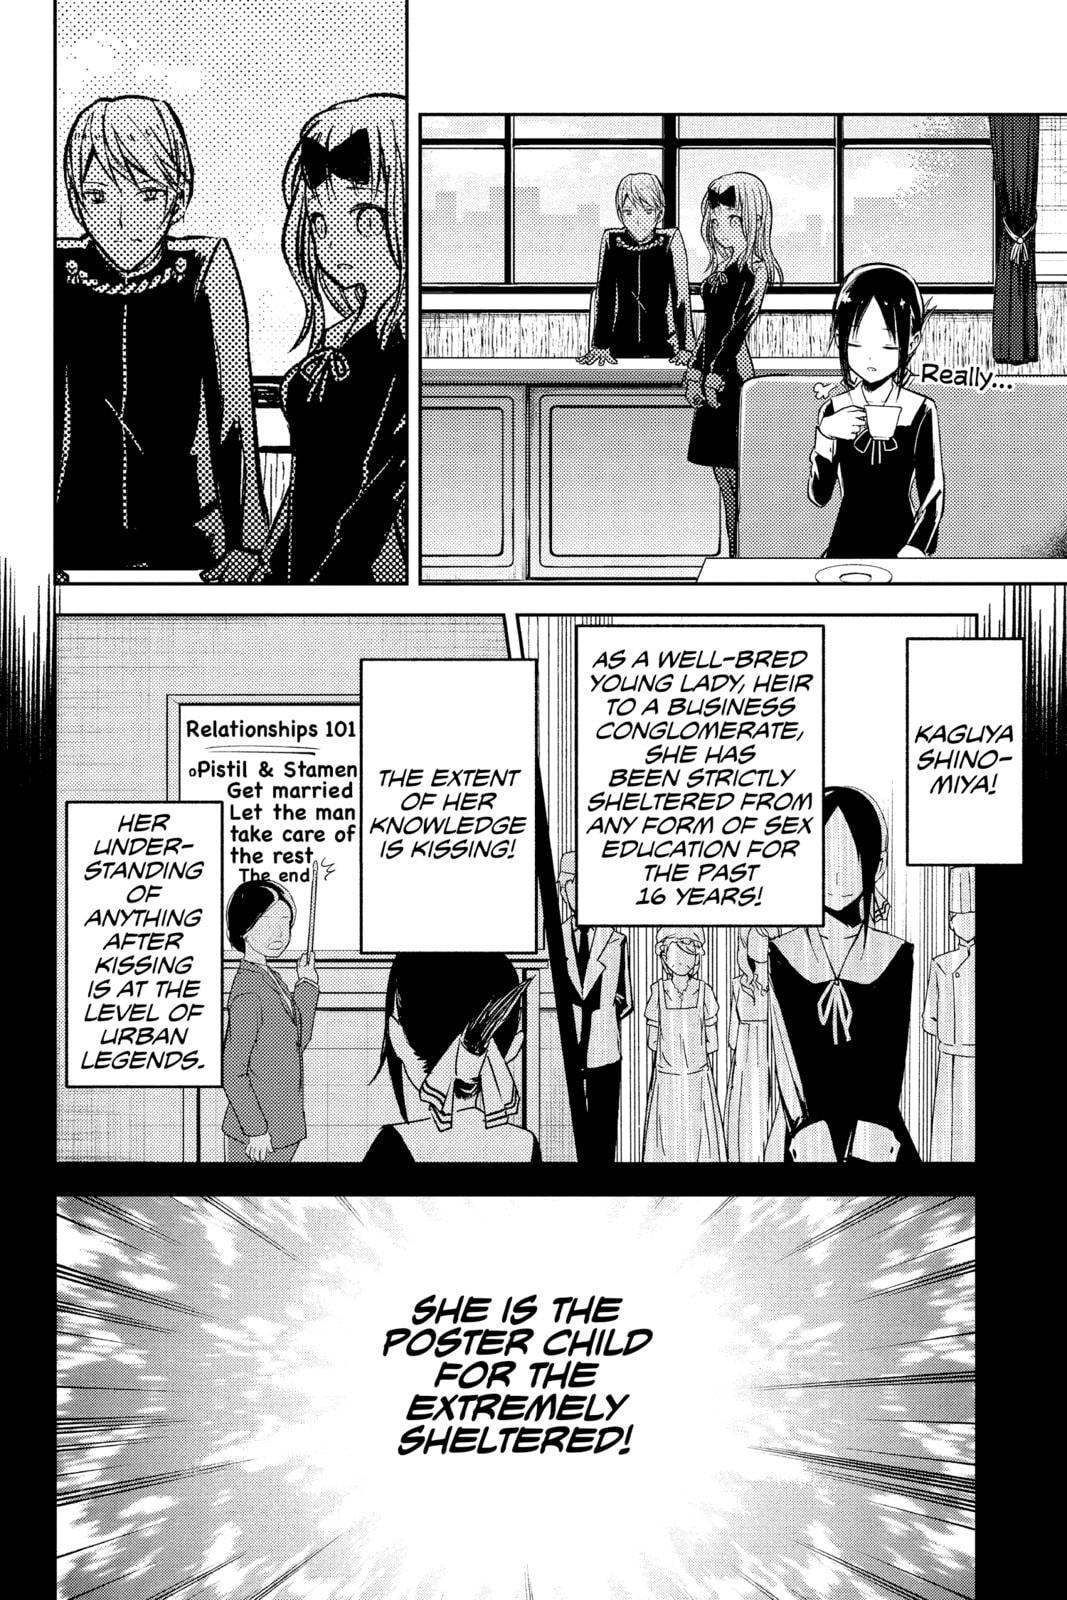 Really...
KAGUYA
SHINO-
MIYA!
AS A WELL-BRED
YOUNG LADY, HEIR
TO A BUSINESS
CONGLOMERATE,
SHE HAS
BEEN STRICTLY
SHELTERED FROM
ANY FORM OF SEX
EDUCATION FOR
THE PAST
16 YEARS!
THE EXTENT
OF HER
KNOWLEDGE
IS KISSING!
Relationships 101
oPistil & Stamen
Get married
Let the man
take care of
the rest
The end
HER
UNDER-
STANDING
OF
ANYTHING
AFTER
KISSING
IS AT THE
LEVEL OF
URBAN
LEGENDS.
SHE IS THE
POSTER CHILD
FOR THE
EXTREMELY
SHELTERED!